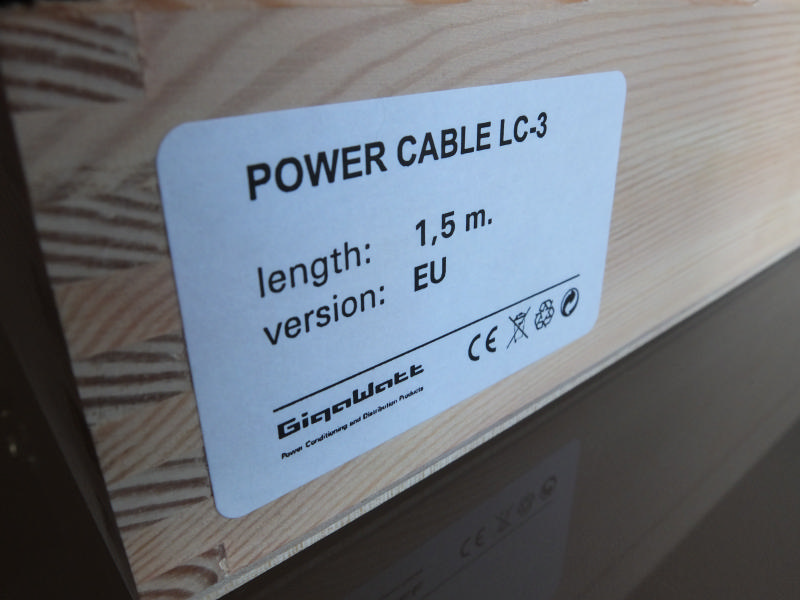 POWER CABLE LC-3
length: 1,5 m.
version: EU
CE
GigaWatt
Power Conditioning and Distribution Products